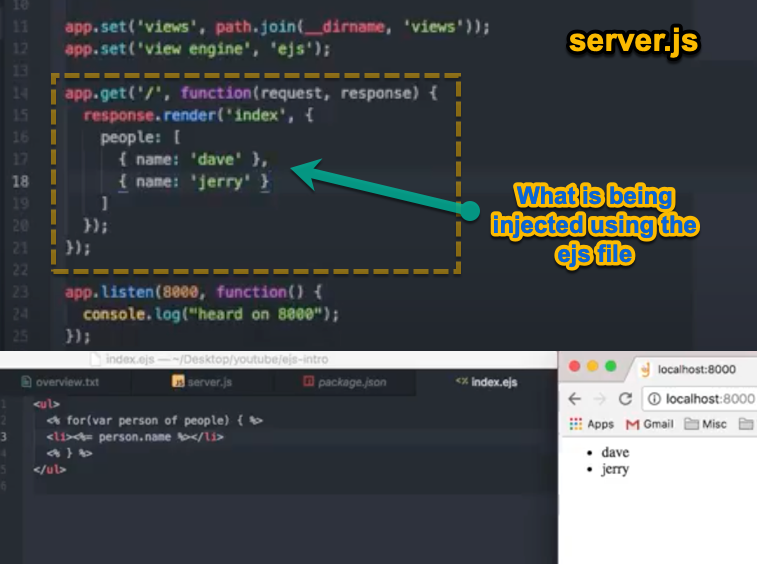 10
11 app.set('views', path.join(__dirname, 'views'));
12 app.set('view engine', 'ejs');
13
14 app.get('/', function(request, response) {
15 response.render('index', {
16 people: [
17 { name: 'dave' },
18 { name: 'jerry' }
19 ]
20 });
21 });
22
23 app.listen(8000, function() {
24 console.log("heard on 8000");
25 });
server.js
What is being
injected using the
ejs file
index.ejs — ~/Desktop/youtube/ejs-intro
overview.txt server.js package.json <%> index.ejs
1 <ul>
2 <% for(var person of people) { %>
3 <li><%= person.name %></li>
4 <% } %>
5 </ul>
6
localhost:8000
localhost:8000
Apps Gmail Misc
• dave
• jerry